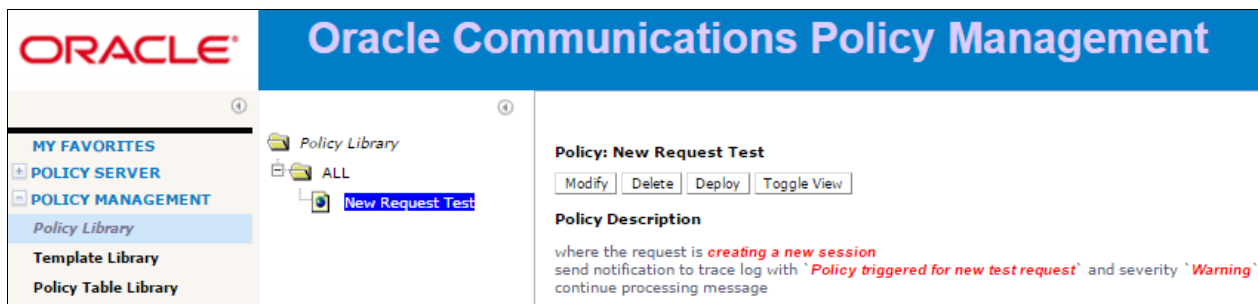 ORACLE
Oracle Communications Policy Management
MY FAVORITES
POLICY SERVER
POLICY MANAGEMENT
Policy Library
Template Library
Policy Table Library
Policy Library
ALL
New Request Test
Policy: New Request Test
Modify Delete Deploy Toggle View
Policy Description
where the request is creating a new session
send notification to trace log with `Policy triggered for new test request` and severity `Warning`
continue processing message